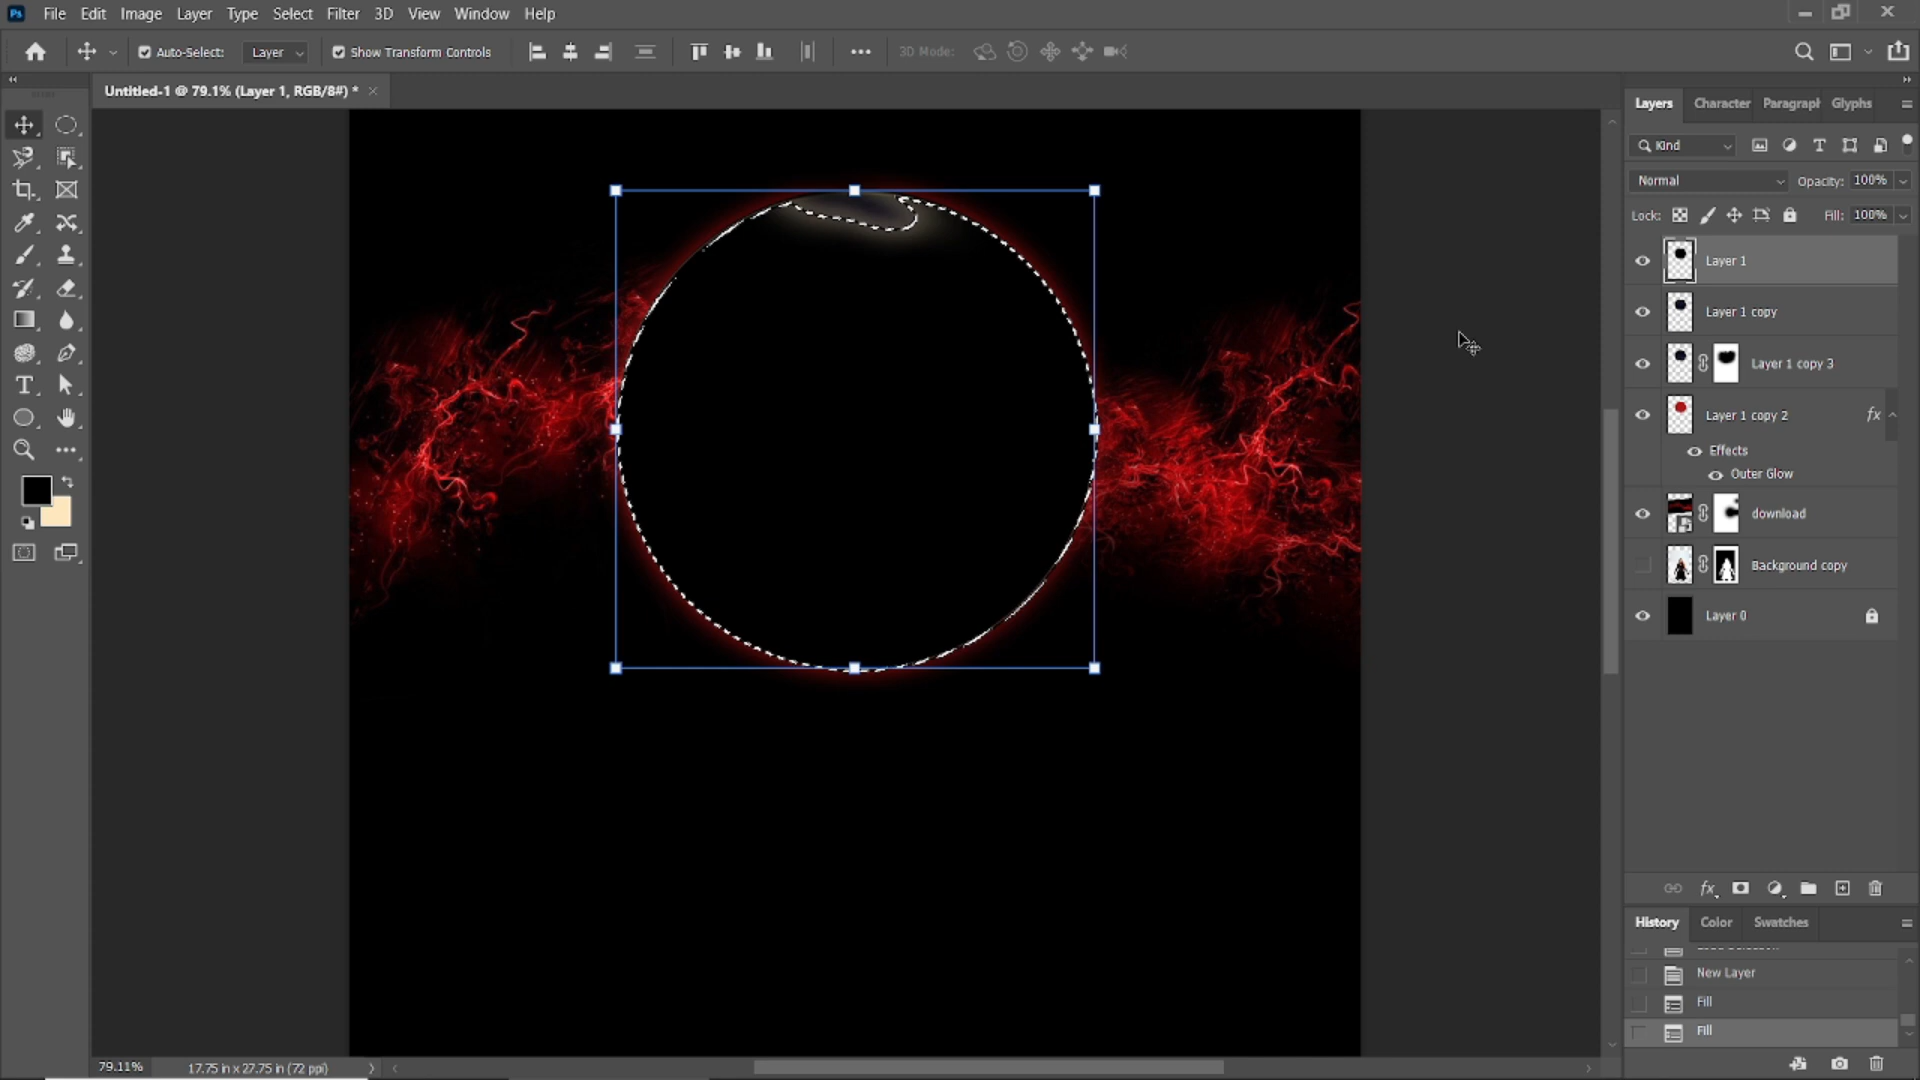 Ps File Edit Image Layer Type Select Filter 3D View Window Help
Auto-Select: Layer Show Transform Controls 3D Mode:
Untitled-1 @ 79.1% (Layer 1, RGB/8#) *
Layers Character Paragraph Glyphs
Kind
Normal Opacity: 100%
Lock: Fill: 100%
Layer 1
Layer 1 copy
Layer 1 copy 3
Layer 1 copy 2 fx
Effects
Outer Glow
download
Background copy
Layer 0
fx
History Color Swatches
New Layer
Fill
Fill
79.11% 17.75 in x 27.75 in (72 ppi)